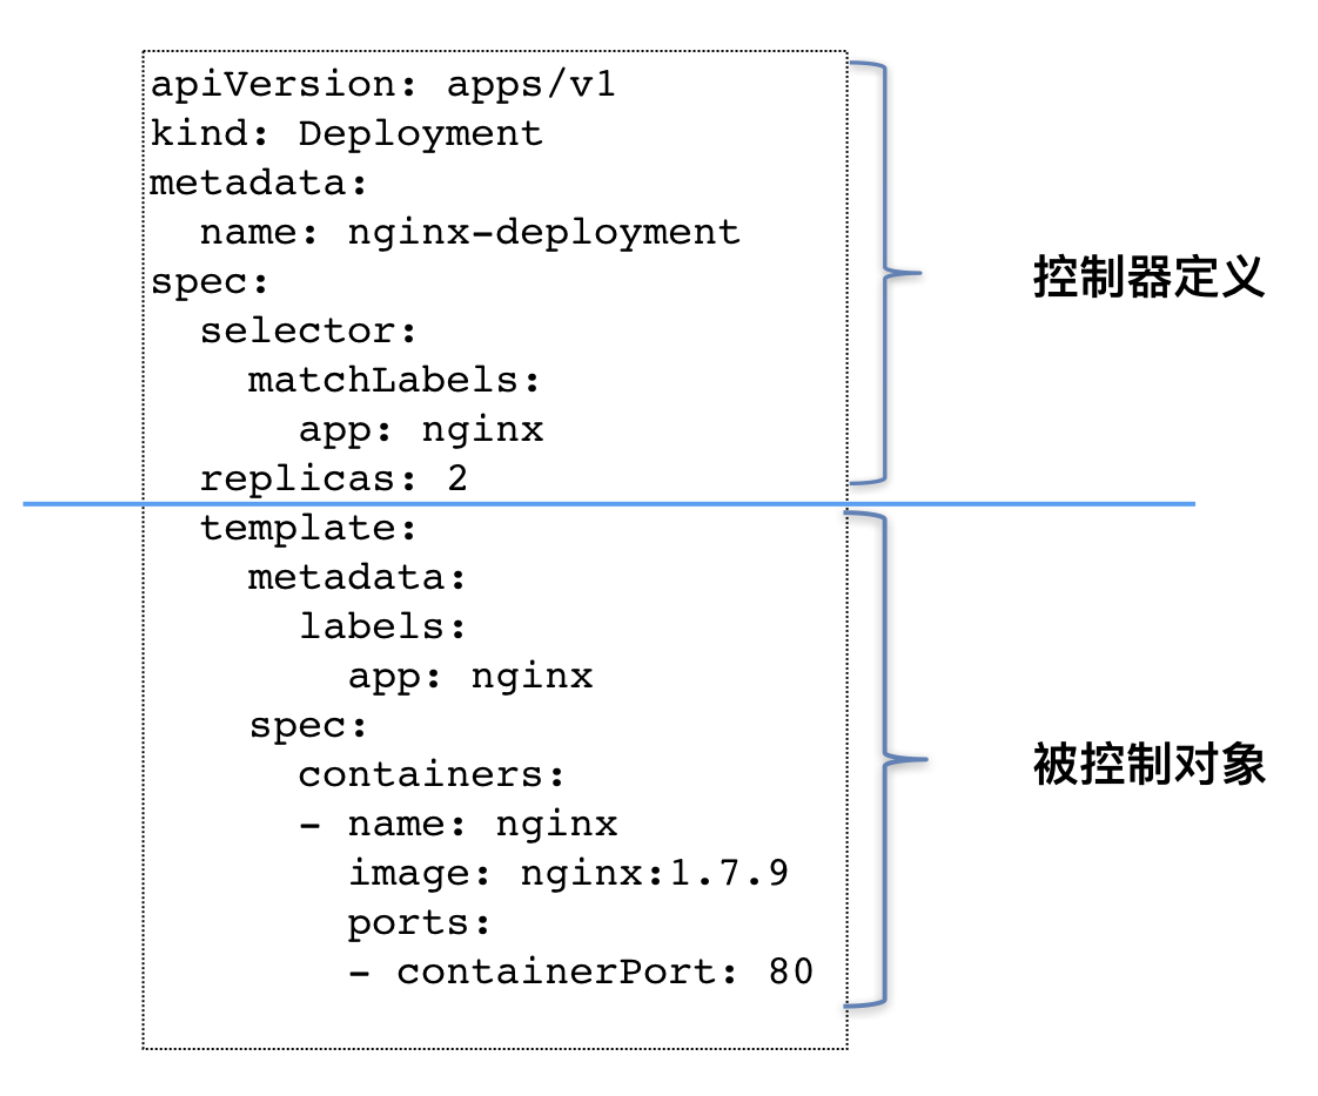 apiVersion: apps/v1
kind: Deployment
metadata:
  name: nginx-deployment
spec:
  selector:
    matchLabels:
      app: nginx
  replicas: 2
控制器定义
  template:
    metadata:
      labels:
        app: nginx
    spec:
      containers:
      - name: nginx
        image: nginx:1.7.9
        ports:
        - containerPort: 80
被控制对象